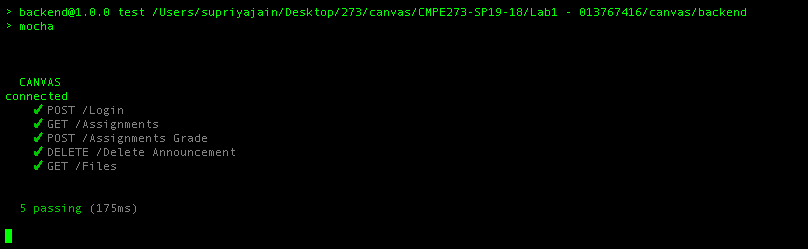 > backend@1.0.0 test /Users/supriyajain/Desktop/273/canvas/CMPE273-SP19-18/Lab1 - 013767416/canvas/backend
> mocha
CANVAS
connected
✔ POST /Login
✔ GET /Assignments
✔ POST /Assignments Grade
✔ DELETE /Delete Announcement
✔ GET /Files
5 passing (175ms)